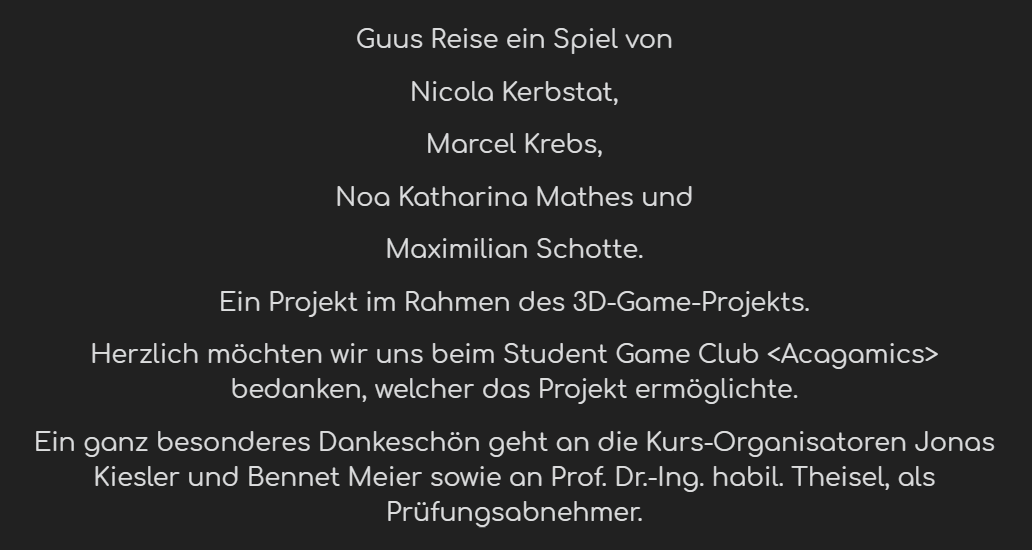 Guus Reise ein Spiel von
Nicola Kerbstat,
Marcel Krebs,
Noa Katharina Mathes und
Maximilian Schotte.
Ein Projekt im Rahmen des 3D-Game-Projekts.
Herzlich möchten wir uns beim Student Game Club <Acagamics>
bedanken, welcher das Projekt ermöglichte.
Ein ganz besonderes Dankeschön geht an die Kurs-Organisatoren Jonas
Kiesler und Bennet Meier sowie an Prof. Dr.-Ing. habil. Theisel, als
Prüfungsabnehmer.